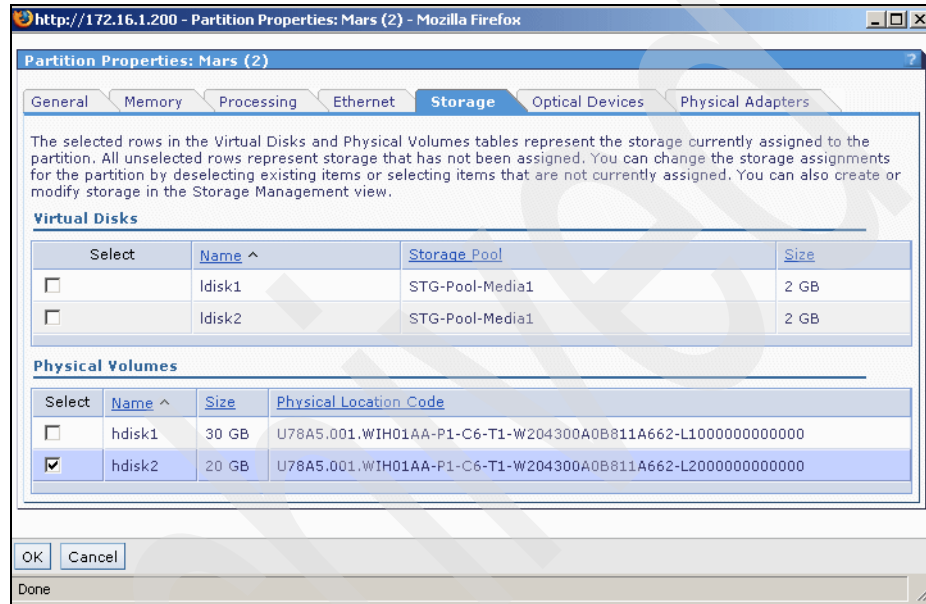 http://172.16.1.200 - Partition Properties: Mars (2) - Mozilla Firefox
Partition Properties: Mars (2) ?
General Memory Processing Ethernet Storage Optical Devices Physical Adapters
The selected rows in the Virtual Disks and Physical Volumes tables represent the storage currently assigned to the
partition. All unselected rows represent storage that has not been assigned. You can change the storage assignments
for the partition by deselecting existing items or selecting items that are not currently assigned. You can also create or
modify storage in the Storage Management view.
Virtual Disks
Select Name ^ Storage Pool Size
ldisk1 STG-Pool-Media1 2 GB
ldisk2 STG-Pool-Media1 2 GB
Physical Volumes
Select Name ^ Size Physical Location Code
hdisk1 30 GB U78A5.001.WIH01AA-P1-C6-T1-W204300A0B811A662-L1000000000000
hdisk2 20 GB U78A5.001.WIH01AA-P1-C6-T1-W204300A0B811A662-L2000000000000
OK Cancel
Done